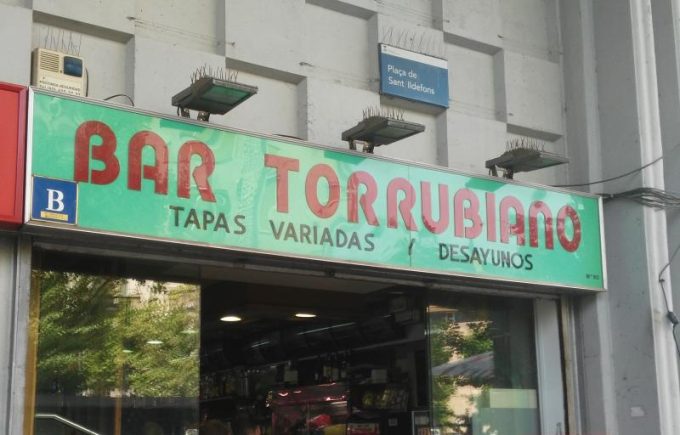 Plaça de
Sant Ildefons
BAR TORRUBIANO
B
TAPAS VARIADAS Y DESAYUNOS